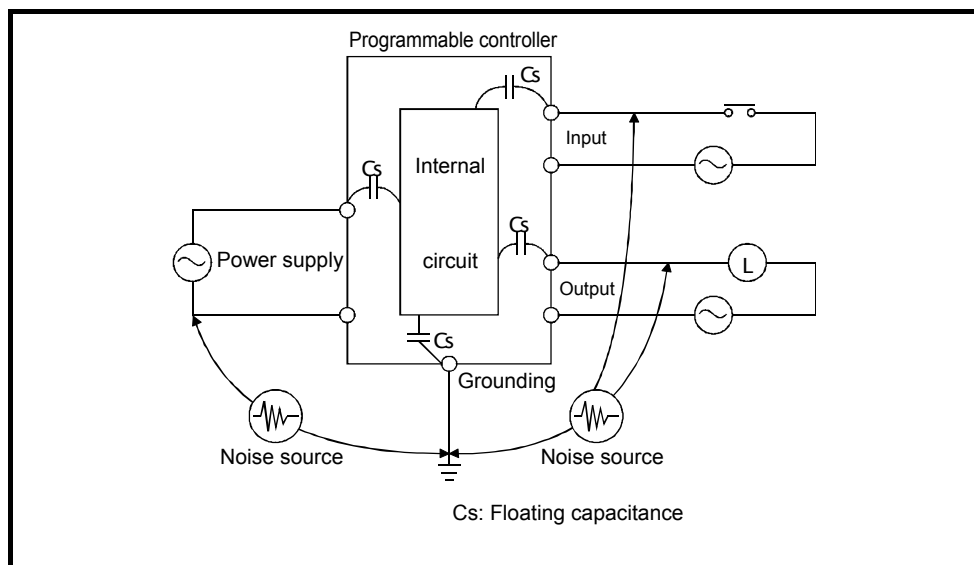 Programmable controller
Cs
Input
Internal
Cs
Cs
Power supply
circuit
L
Output
Cs
Grounding
Noise source
Noise source
Cs: Floating capacitance